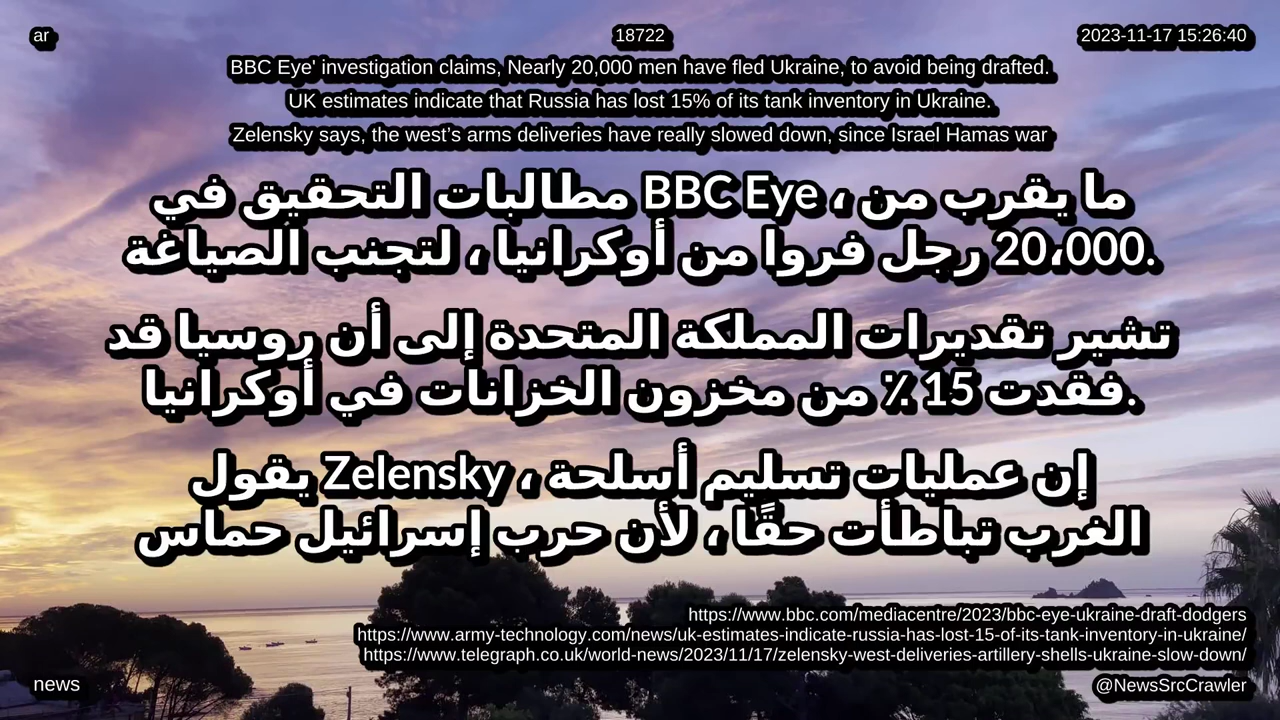 ar
18722
2023-11-17 15:26:40
BBC Eye' investigation claims, Nearly 20,000 men have fled Ukraine, to avoid being drafted.
UK estimates indicate that Russia has lost 15% of its tank inventory in Ukraine.
Zelensky says, the west's arms deliveries have really slowed down, since Israel Hamas war
ما يقرب من ، BBC Eye مطالبات التحقيق في
20،000 رجل فروا من أوكرانيا ، لتجنب الصياغة.
تشير تقديرات المملكة المتحدة إلى أن روسيا قد
فقدت 15 ٪ من مخزون الخزانات في أوكرانيا.
إن عمليات تسليم أسلحة ، Zelensky يقول
الغرب تباطأت حقًا ، لأن حرب إسرائيل حماس
https://www.bbc.com/mediacentre/2023/bbc-eye-ukraine-draft-dodgers
https://www.army-technology.com/news/uk-estimates-indicate-russia-has-lost-15-of-its-tank-inventory-in-ukraine/
https://www.telegraph.co.uk/world-news/2023/11/17/zelensky-west-deliveries-artillery-shells-ukraine-slow-down/
news
@NewsSrcCrawler